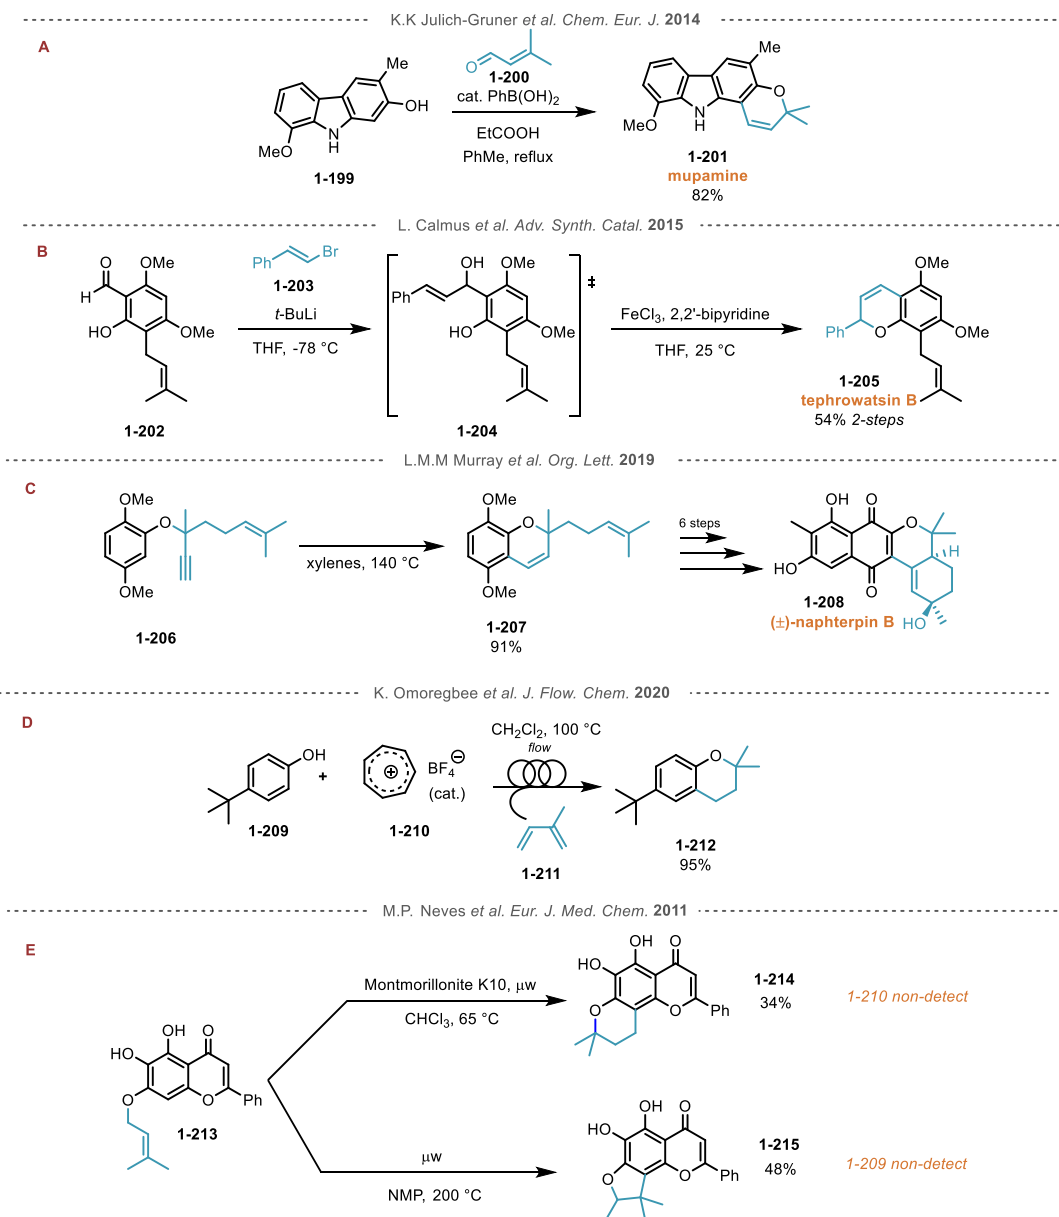 K.K Julich-Gruner et al. Chem. Eur. J. 2014
A
O
1-200
cat. PhB(OH)2
EtCOOH
PhMe, reflux
Me
OH
N
H
MeO
1-199
Me
O
N
H
MeO
1-201
mupamine
82%
L. Calmus et al. Adv. Synth. Catal. 2015
B
O
H
OMe
HO
OMe
1-202
Ph
Br
1-203
t-BuLi
THF, -78 °C
OH
OMe
Ph
HO
OMe
1-204
‡
FeCl3, 2,2'-bipyridine
THF, 25 °C
OMe
Ph
O
OMe
1-205
tephrowatsin B
54% 2-steps
L.M.M Murray et al. Org. Lett. 2019
C
OMe
O
Me
OMe
1-206
xylenes, 140 °C
OMe
O
Me
OMe
1-207
91%
6 steps
OH
O
Me
O
Me
Me
H
HO
O
HO
Me
1-208
(±)-naphterpin B
K. Omoregbee et al. J. Flow. Chem. 2020
D
OH
1-209
+
+
BF4 −
(cat.)
1-210
CH2Cl2, 100 °C
flow
1-211
O
1-212
95%
M.P. Neves et al. Eur. J. Med. Chem. 2011
E
OH
O
HO
O
O
Ph
1-213
Montmorillonite K10, μw
CHCl3, 65 °C
OH
O
HO
O
O
Ph
1-214
34%
1-210 non-detect
μw
NMP, 200 °C
OH
O
HO
O
O
Ph
1-215
48%
1-209 non-detect